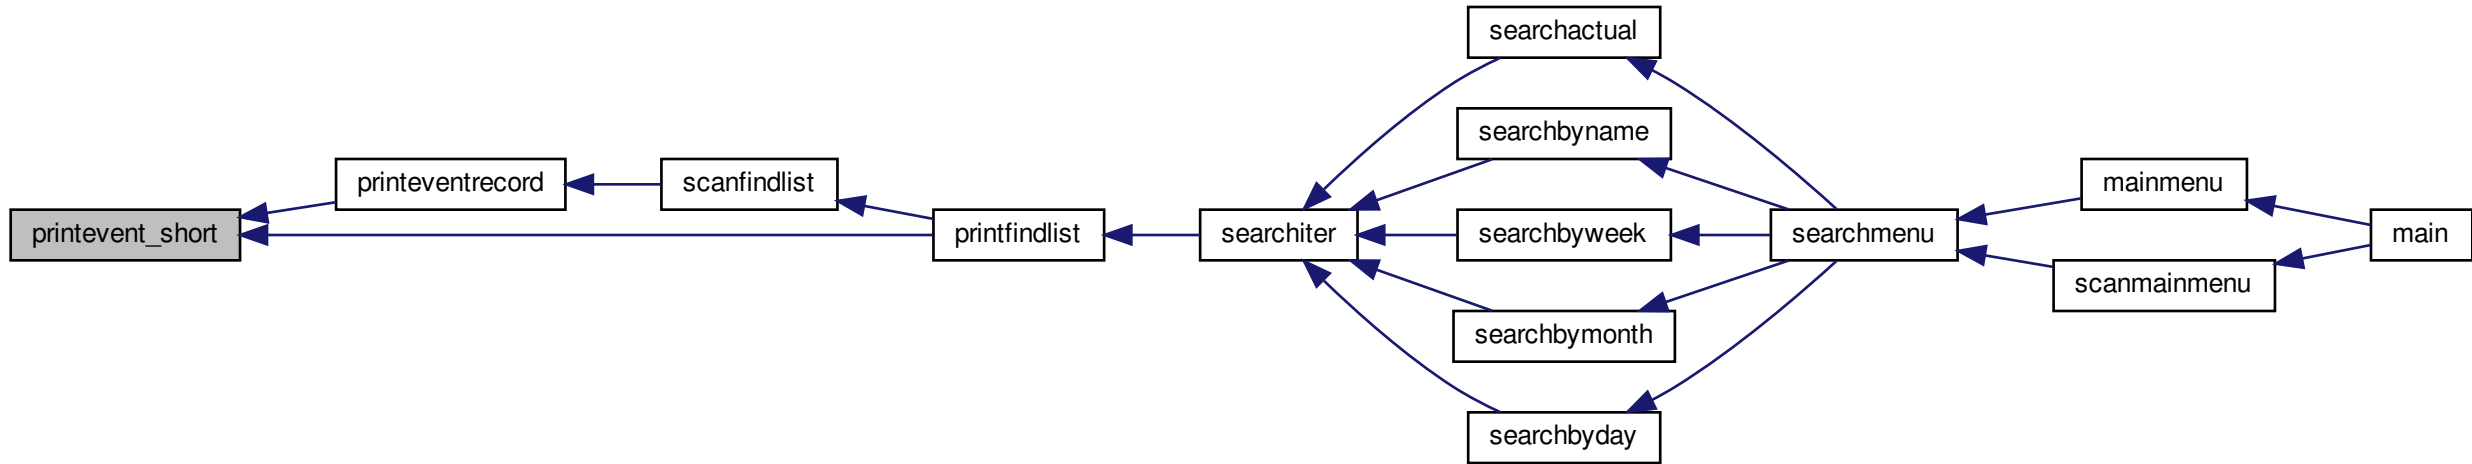 printevent_short
printeventrecord
scanfindlist
printfindlist
searchiter
searchactual
searchbyname
searchbyweek
searchbymonth
searchbyday
searchmenu
mainmenu
scanmainmenu
main